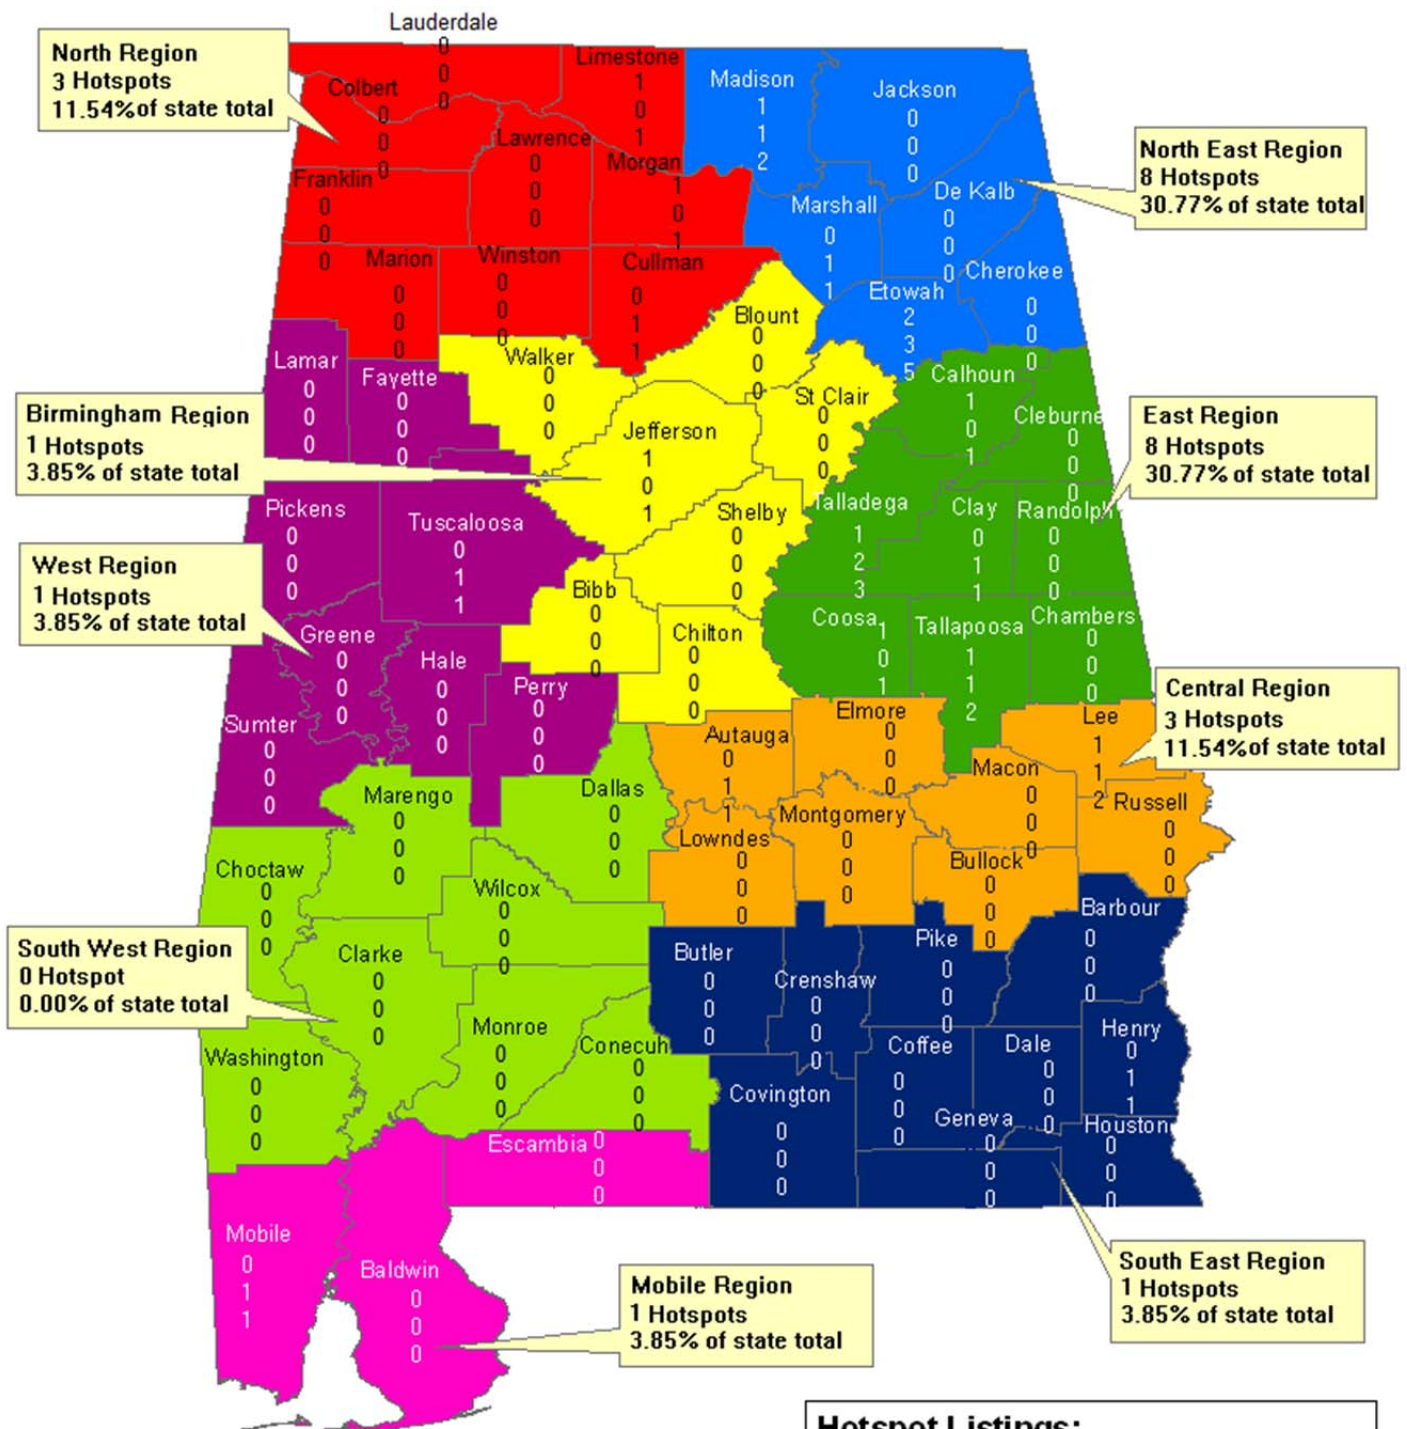 Lauderdale
0
0
0
North Region
3 Hotspots
11.54%of state total
Colbert
0
0
0
Limestone
1
0
1
Madison
1
1
2
Jackson
0
0
0
Lawrence
0
0
0
Morgan
1
0
1
Franklin
0
0
0
North East Region
8 Hotspots
30.77% of state total
De Kalb
0
0
0
Marshall
0
1
1
Marion
0
0
0
Winston
0
0
0
Cullman
0
1
1
Cherokee
0
0
0
Etowah
2
3
5
Blount
0
0
0
Lamar
0
0
0
Fayette
0
0
0
Walker
0
0
0
St Clair
0
0
0
Calhoun
1
0
1
Cleburne
0
0
0
Birmingham Region
1 Hotspots
3.85% of state total
Jefferson
1
0
1
East Region
8 Hotspots
30.77% of state total
Pickens
0
0
0
Tuscaloosa
0
1
1
Shelby
0
0
0
Talladega
1
2
3
Clay
0
1
1
Randolph
0
0
0
West Region
1 Hotspots
3.85% of state total
Bibb
0
0
0
Greene
0
0
0
Hale
0
0
0
Perry
0
0
0
Chilton
0
0
0
Coosa
1
0
1
Tallapoosa
1
1
2
Chambers
0
0
0
Central Region
3 Hotspots
11.54%of state total
Sumter
0
0
0
Autauga
0
1
1
Elmore
0
0
0
Lee
1
1
2
Marengo
0
0
0
Dallas
0
0
0
Macon
0
0
0
Russell
0
0
0
Lowndes
0
0
0
Montgomery
0
0
0
Bullock
0
0
0
Choctaw
0
0
0
Wilcox
0
0
0
Barbour
0
0
0
South West Region
0 Hotspot
0.00% of state total
Clarke
0
0
0
Butler
0
0
0
Crenshaw
0
0
0
Pike
0
0
0
Washington
0
0
0
Monroe
0
0
0
Conecuh
0
0
0
Coffee
0
0
0
Dale
0
0
0
Henry
0
1
1
Covington
0
0
0
Geneva
0
0
0
Houston
0
0
0
Escambia
0
0
0
Mobile
0
1
1
Baldwin
0
0
0
Mobile Region
1 Hotspots
3.85% of state total
South East Region
1 Hotspots
3.85% of state total
Hotspot Listings: